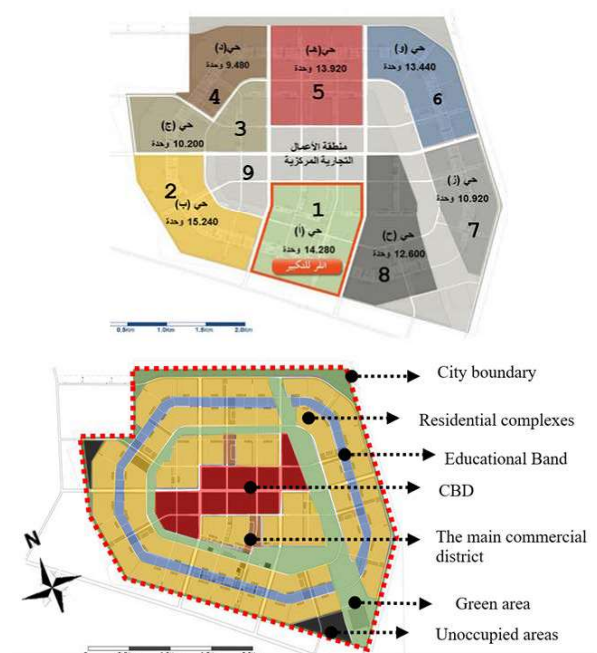 حي(د)
9.480 وحدة
4
حي(هـ)
13.920 وحدة
5
حي (و)
13.440 وحدة
6
3
حي (ج)
10.200 وحدة
منطقة الأعمال
التجارية المركزية
9
2
حي (ب)
15.240 وحدة
1
حي (أ)
14.280 وحدة
انقر للتكبير
حي (ز)
10.920 وحدة
7
حي (ح)
12.600 وحدة
8
0.5Km 1.0Km 1.5Km 2.0Km
City boundary
Residential complexes
Educational Band
CBD
The main commercial
district
Green area
Unoccupied areas
N